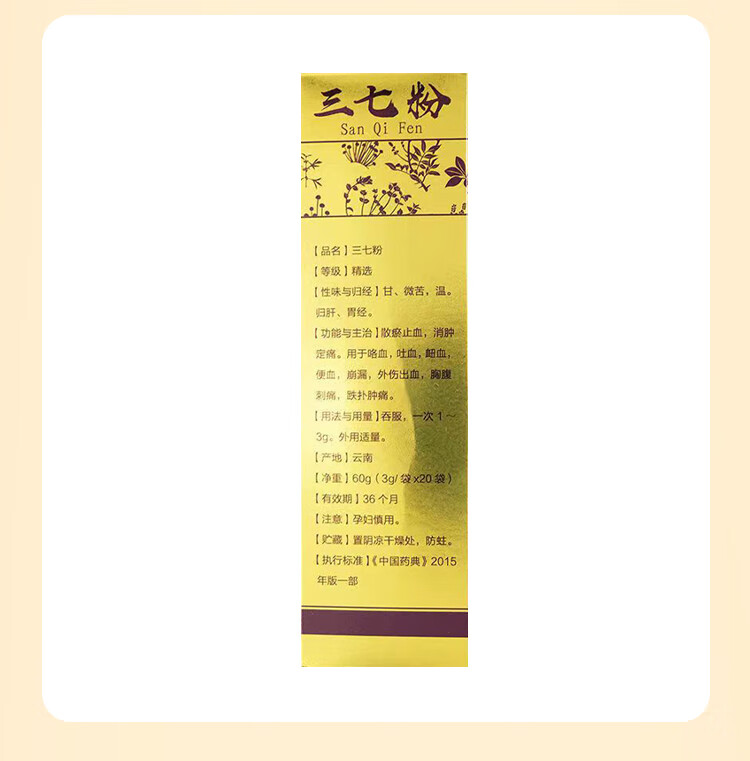 三七粉
San Qi Fen
【品名】三七粉
【等级】精选
【性味与归经】甘、微苦，温。
归肝、胃经。
【功能与主治】散瘀止血，消肿
定痛。用于咯血，吐血，衄血，
便血，崩漏，外伤出血，胸腹
刺痛，跌扑肿痛。
【用法与用量】吞服，一次1～
3g。外用适量。
【产地】云南
【净重】60g（3g/袋x20袋）
【有效期】36个月
【注意】孕妇慎用。
【贮藏】置阴凉干燥处，防蛀。
【执行标准】《中国药典》2015
年版一部